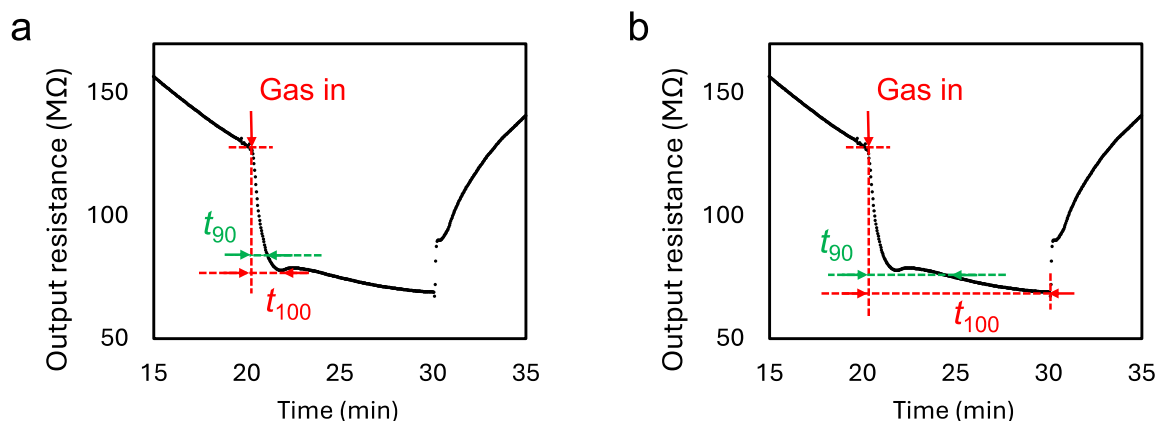 a
Output resistance (MΩ)
150
100
50
Gas in
t90
t100
15
20
25
30
35
Time (min)
b
Output resistance (MΩ)
150
100
50
Gas in
t90
t100
15
20
25
30
35
Time (min)